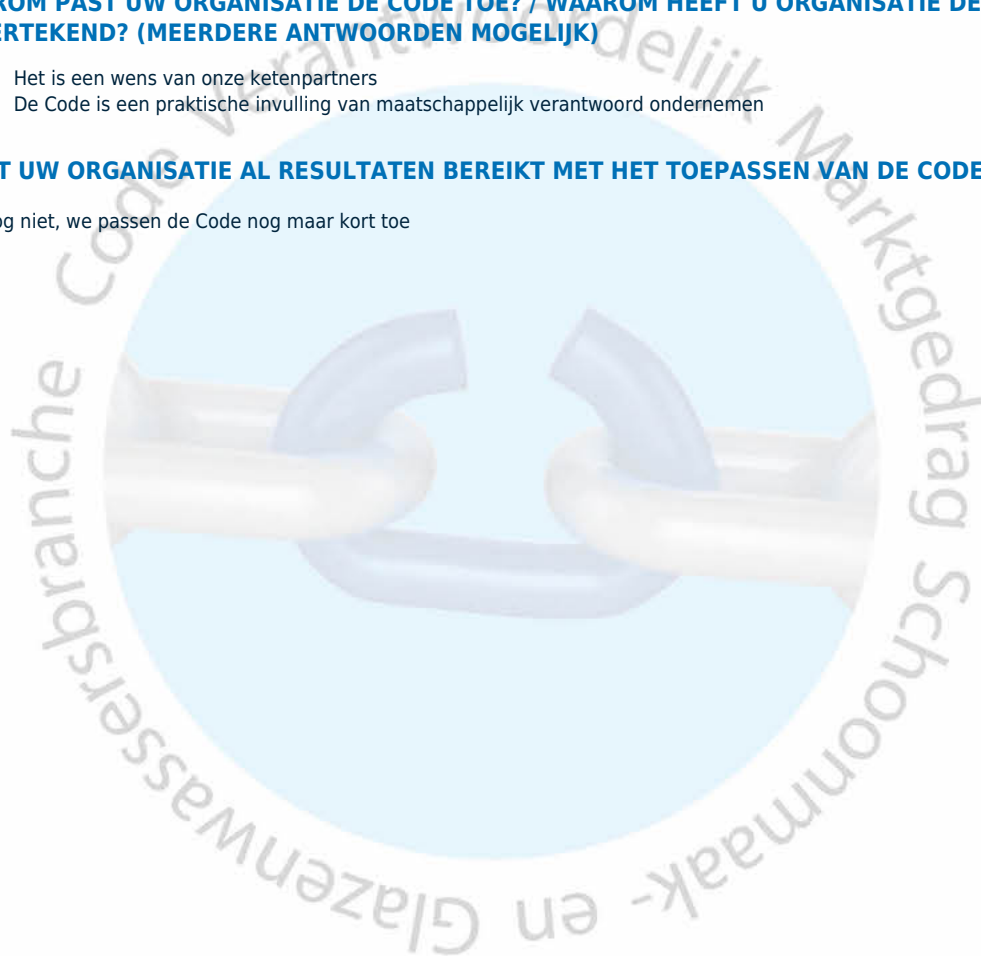 ROM PAST UW ORGANISATIE DE CODE TOE? / WAAROM HEEFT U ORGANISATIE DE
ERTEKEND? (MEERDERE ANTWOORDEN MOGELIJK)
Het is een wens van onze ketenpartners
De Code is een praktische invulling van maatschappelijk verantwoord ondernemen
T UW ORGANISATIE AL RESULTATEN BEREIKT MET HET TOEPASSEN VAN DE CODE
og niet, we passen de Code nog maar kort toe
Code Verantwoordelijk Marktgedrag Schoonmaak- en Glazenwassersbranche